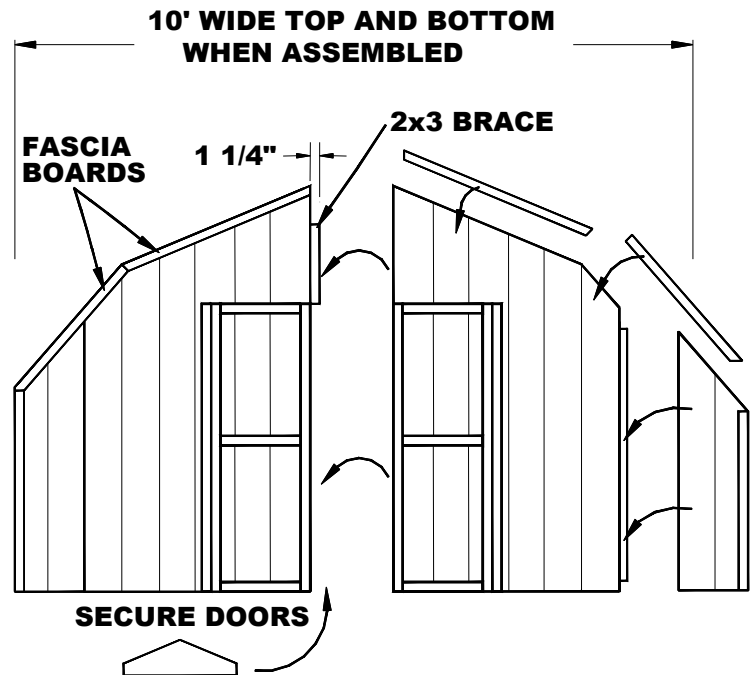 10' WIDE TOP AND BOTTOM
WHEN ASSEMBLED
2x3 BRACE
FASCIA
BOARDS
1 1/4"
SECURE DOORS